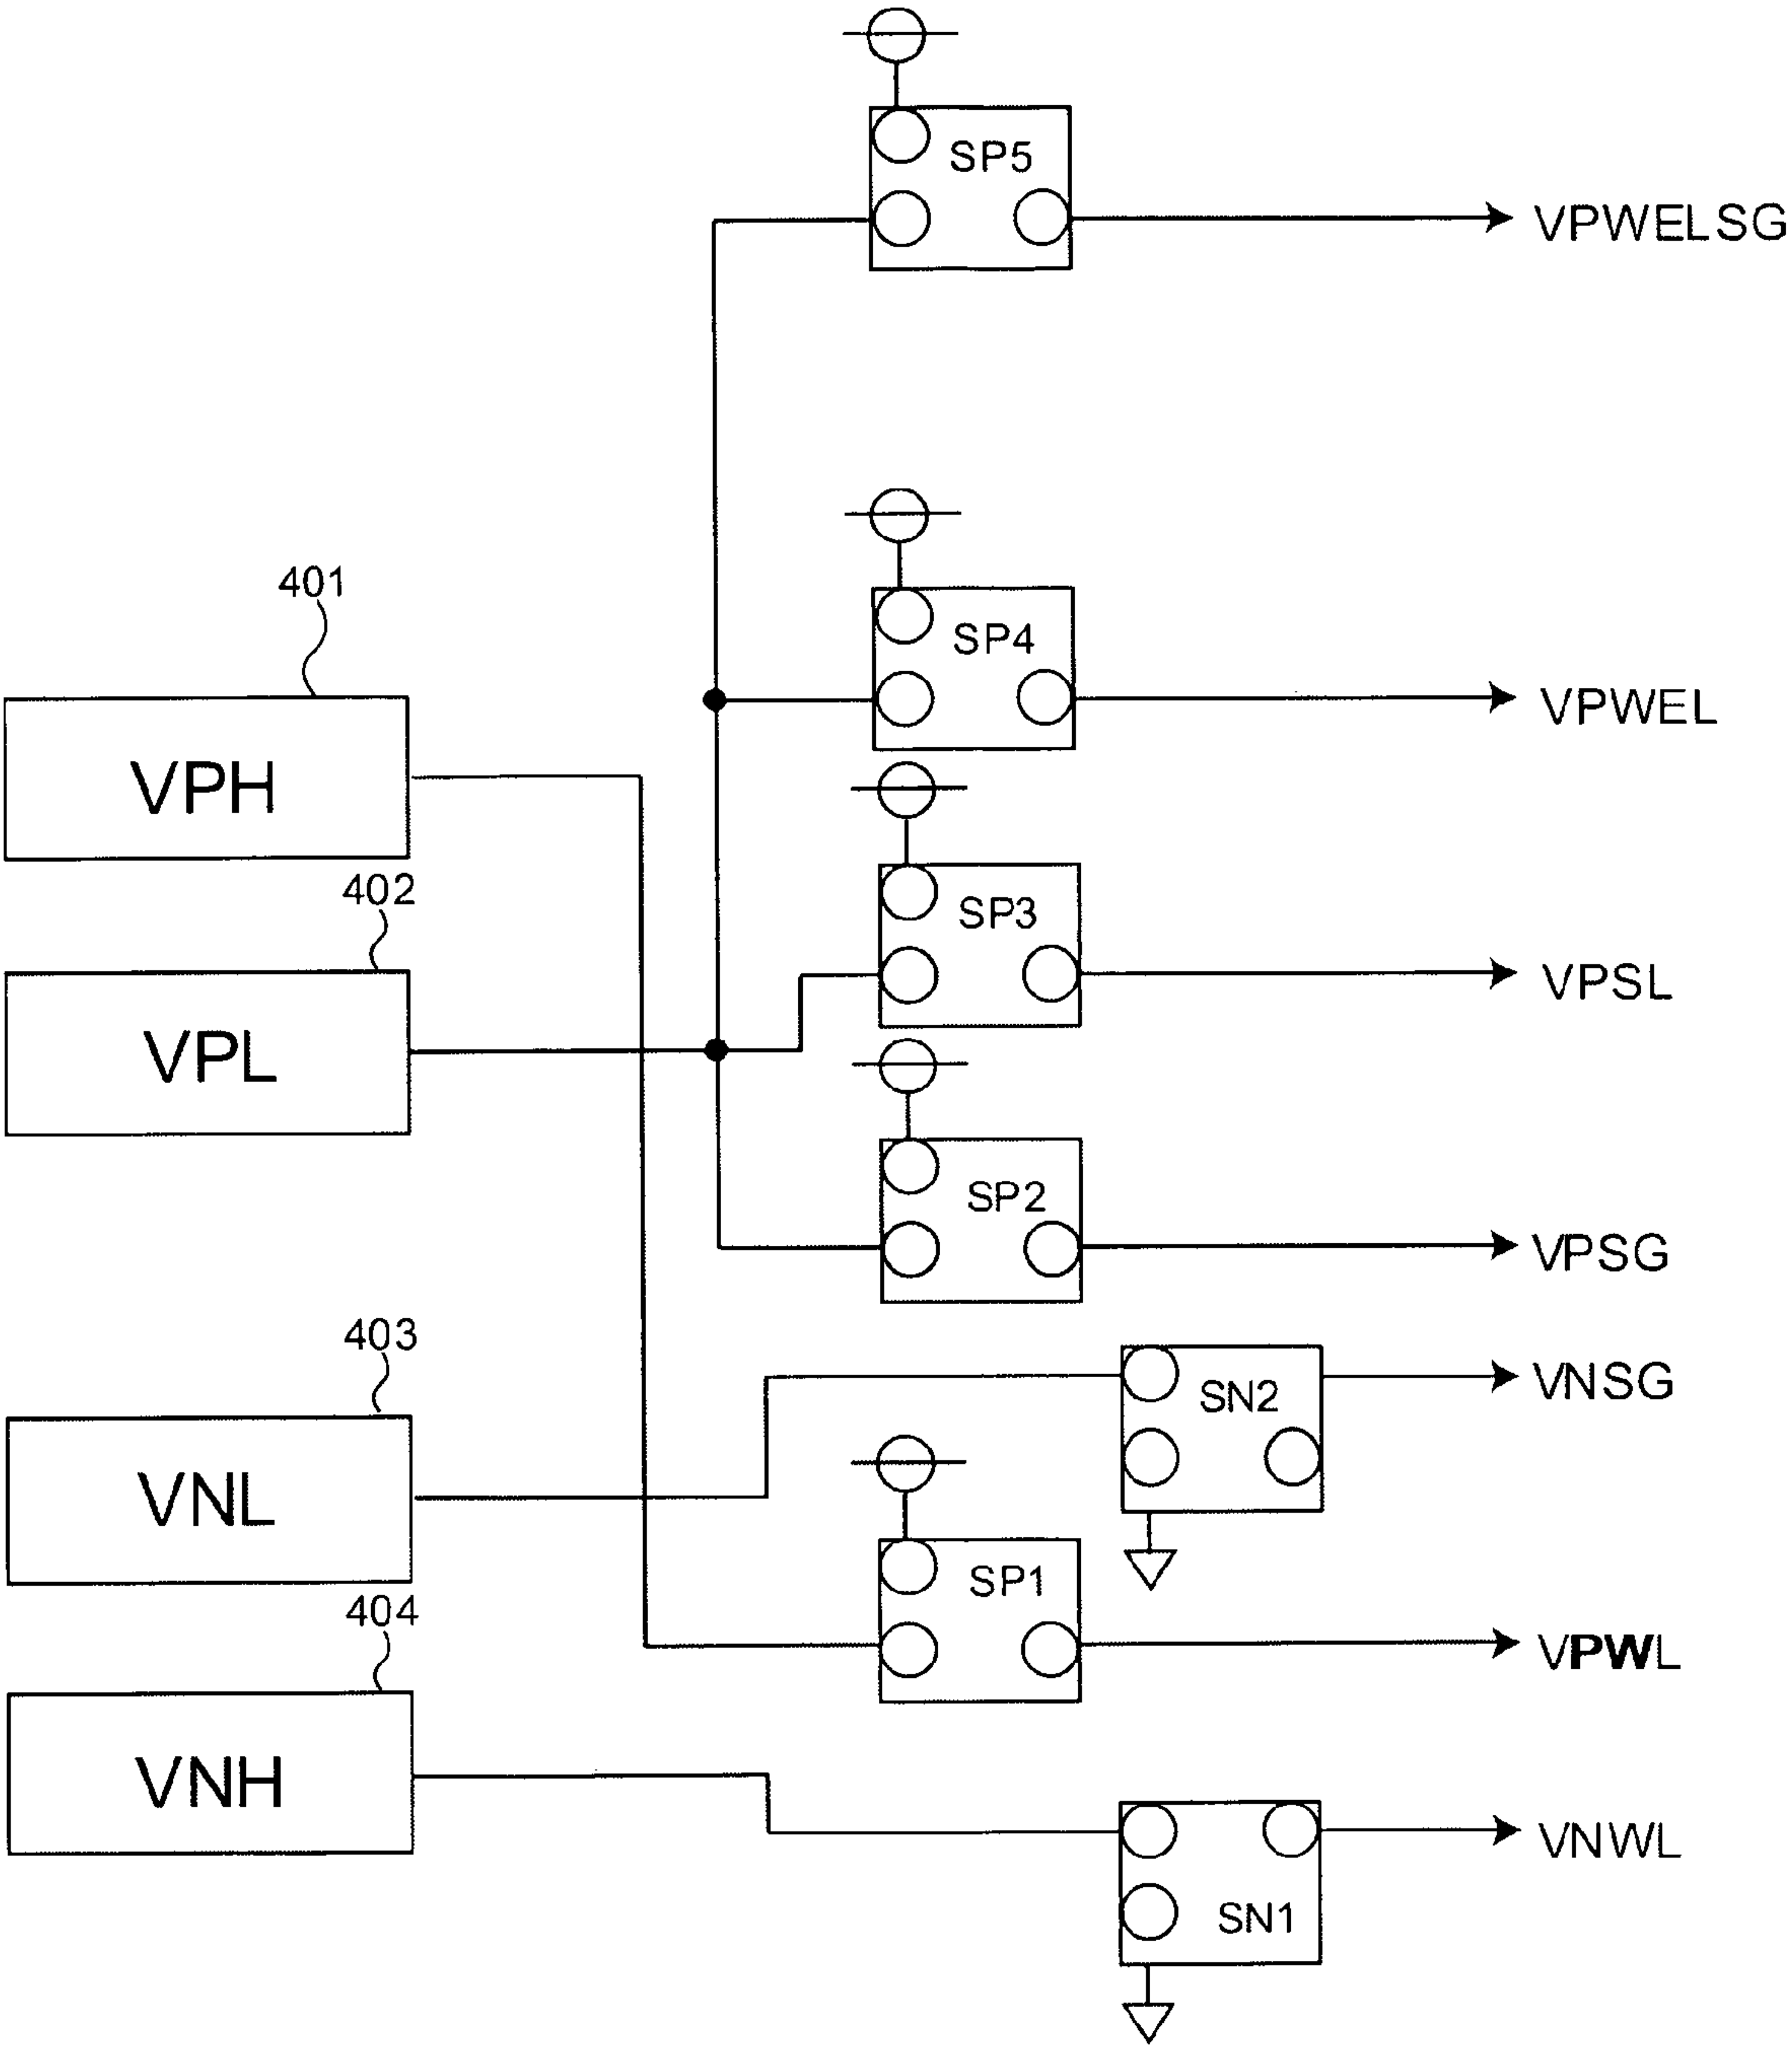 SP5
VPWELSG
401
SP4
VPWEL
VPH
402
SP3
VPSL
VPL
SP2
VPSG
403
SN2
VNSG
VNL
SP1
404
VPWL
VNH
VNWL
SN1